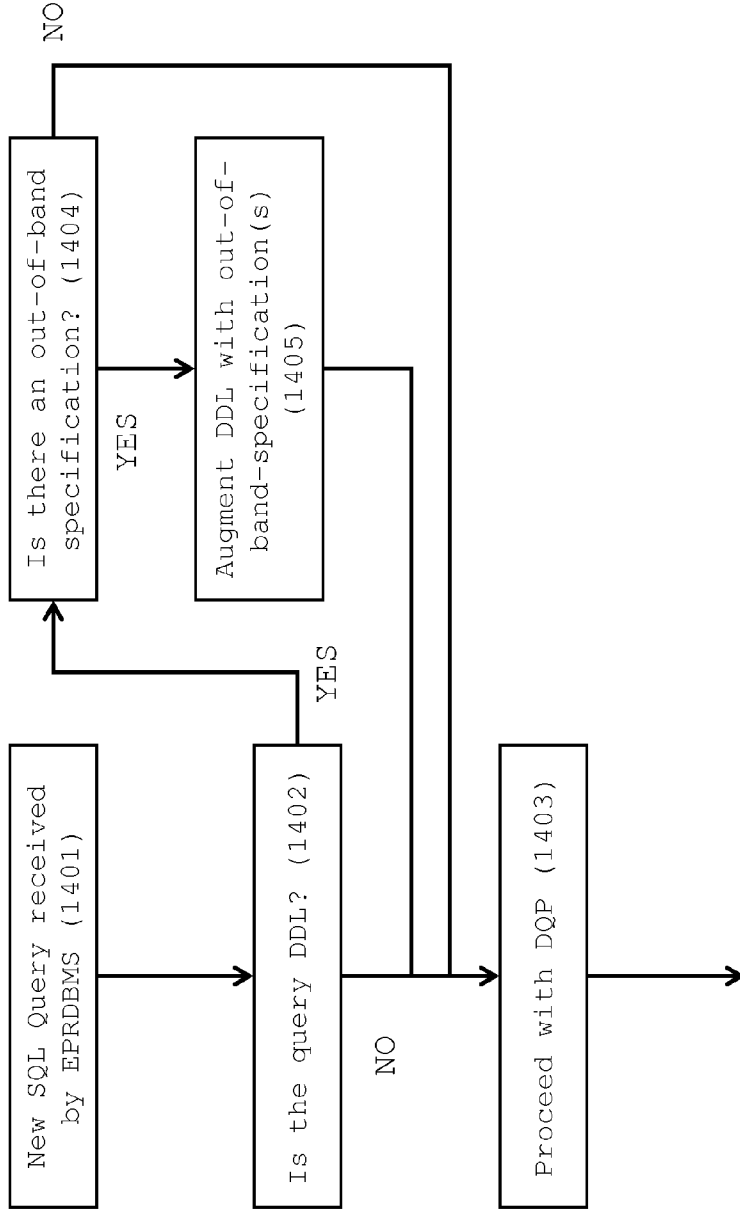 New SQL Query received
by EPRDBMS (1401)
Is the query DDL? (1402)
YES
NO
Is there an out-of-band
specification? (1404)
NO
YES
Augment DDL with out-of-
band-specification(s)
(1405)
Proceed with DQP (1403)